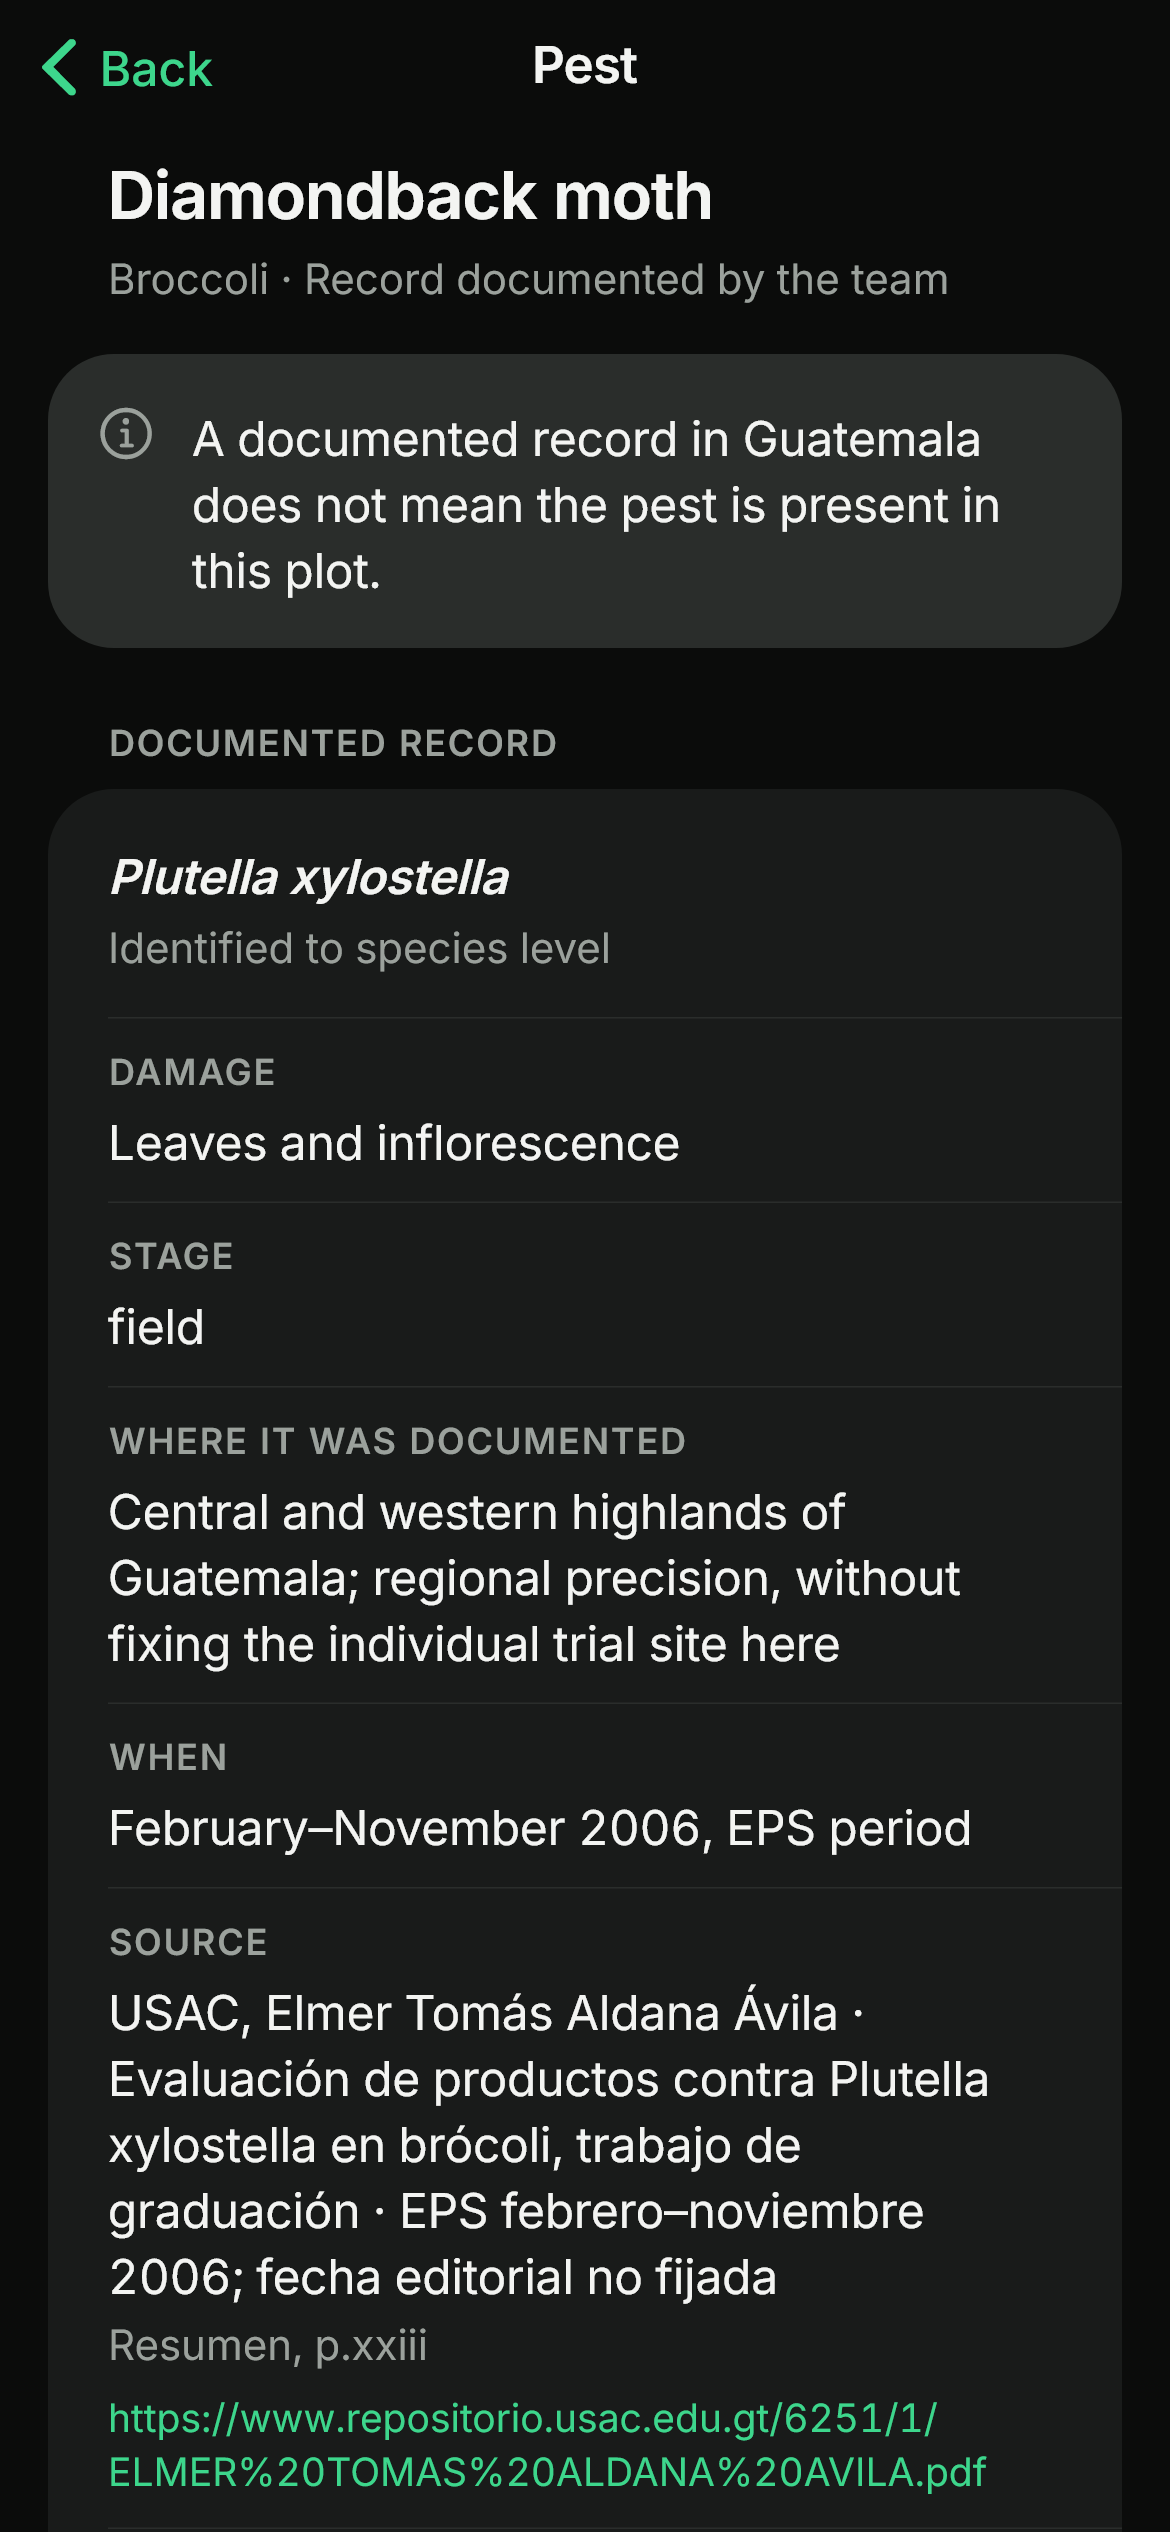 Back
Pest
Diamondback moth
Broccoli · Record documented by the team
A documented record in Guatemala
does not mean the pest is present in
this plot.
DOCUMENTED RECORD
Plutella xylostella
Identified to species level
DAMAGE
Leaves and inflorescence
STAGE
field
WHERE IT WAS DOCUMENTED
Central and western highlands of
Guatemala; regional precision, without
fixing the individual trial site here
WHEN
February–November 2006, EPS period
SOURCE
USAC, Elmer Tomás Aldana Ávila ·
Evaluación de productos contra Plutella
xylostella en brócoli, trabajo de
graduación · EPS febrero–noviembre
2006; fecha editorial no fijada
Resumen, p.xxiii
https://www.repositorio.usac.edu.gt/6251/1/
ELMER%20TOMAS%20ALDANA%20AVILA.pdf